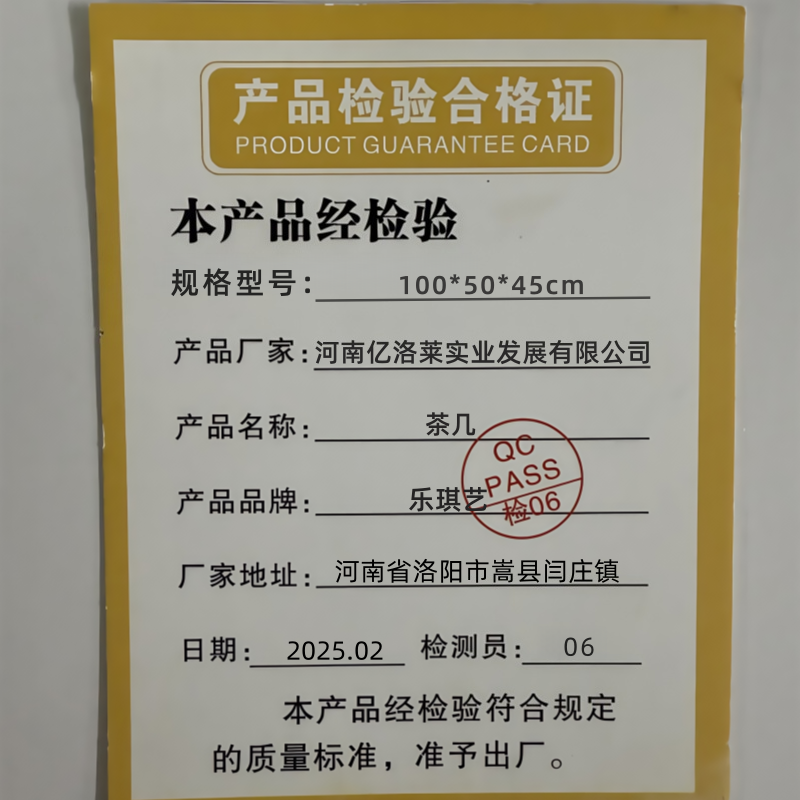 产品检验合格证
PRODUCT GUARANTEE CARD
本产品经检验
规格型号：100*50*45cm
产品厂家：河南亿洛莱实业发展有限公司
产品名称：茶几
产品品牌：乐琪艺
QC
PASS
检06
厂家地址：河南省洛阳市嵩县闫庄镇
日期：2025.02 检测员：06
本产品经检验符合规定
的质量标准，准予出厂。